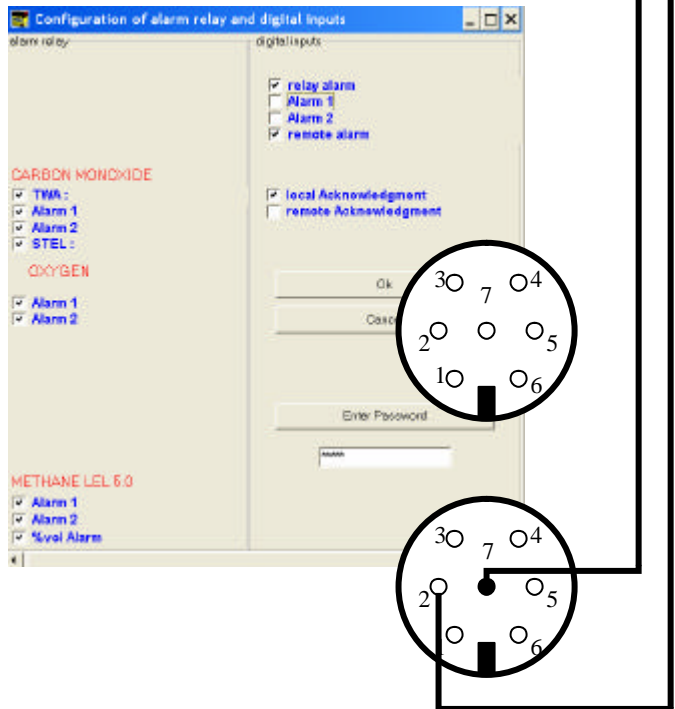 Configuration of alarm relay and digital inputs
alarm relay
digital inputs
relay alarm
Alarm 1
Alarm 2
remote alarm
CARBON MONOXIDE
TWA :
Alarm 1
Alarm 2
STEL :
local Acknowledgment
remote Acknowledgment
OXYGEN
Alarm 1
Alarm 2
Ok
Enter Password
******
METHANE LEL 5.0
Alarm 1
Alarm 2
%vol Alarm
3 7 4
2 5
1 6
3 7 4
2 5
6